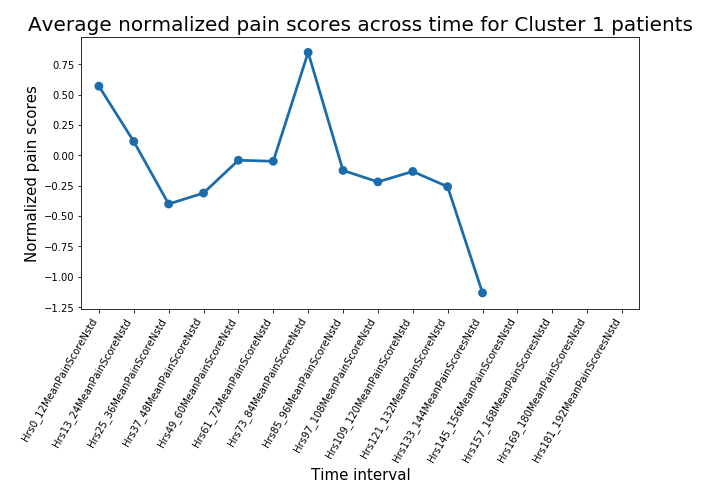 Average normalized pain scores across time for Cluster 1 patients
Normalized pain scores
0.75
0.50
0.25
0.00
−0.25
−0.50
−0.75
−1.00
−1.25
Hrs0_12MeanPainScoreNstd
Hrs13_24MeanPainScoreNstd
Hrs25_36MeanPainScoreNstd
Hrs37_48MeanPainScoreNstd
Hrs49_60MeanPainScoreNstd
Hrs61_72MeanPainScoreNstd
Hrs73_84MeanPainScoreNstd
Hrs85_96MeanPainScoreNstd
Hrs97_108MeanPainScoresNstd
Hrs109_120MeanPainScoreNstd
Hrs121_132MeanPainScoreNstd
Hrs133_144MeanPainScoresNstd
Hrs145_156MeanPainScoresNstd
Hrs157_168MeanPainScoresNstd
Hrs169_180MeanPainScoresNstd
Hrs181_192MeanPainScoresNstd
Time interval